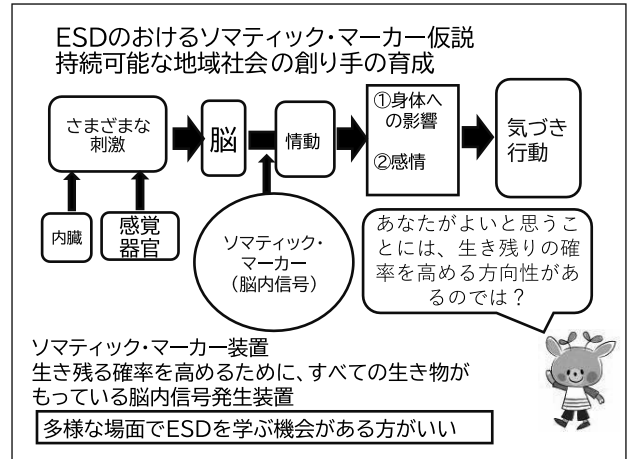 ESDのおけるソマティック・マーカー仮説
持続可能な地域社会の創り手の育成
さまざまな
刺激
脳
情動
①身体へ
の影響
②感情
気づき
行動
内臓
感覚
器官
ソマティック・
マーカー
(脳内信号)
あなたがよいと思うこ
とには、生き残りの確
率を高める方向性があ
るのでは?
ソマティック・マーカー装置
生き残る確率を高めるために、すべての生き物が
もっている脳内信号発生装置
多様な場面でESDを学ぶ機会がある方がいい